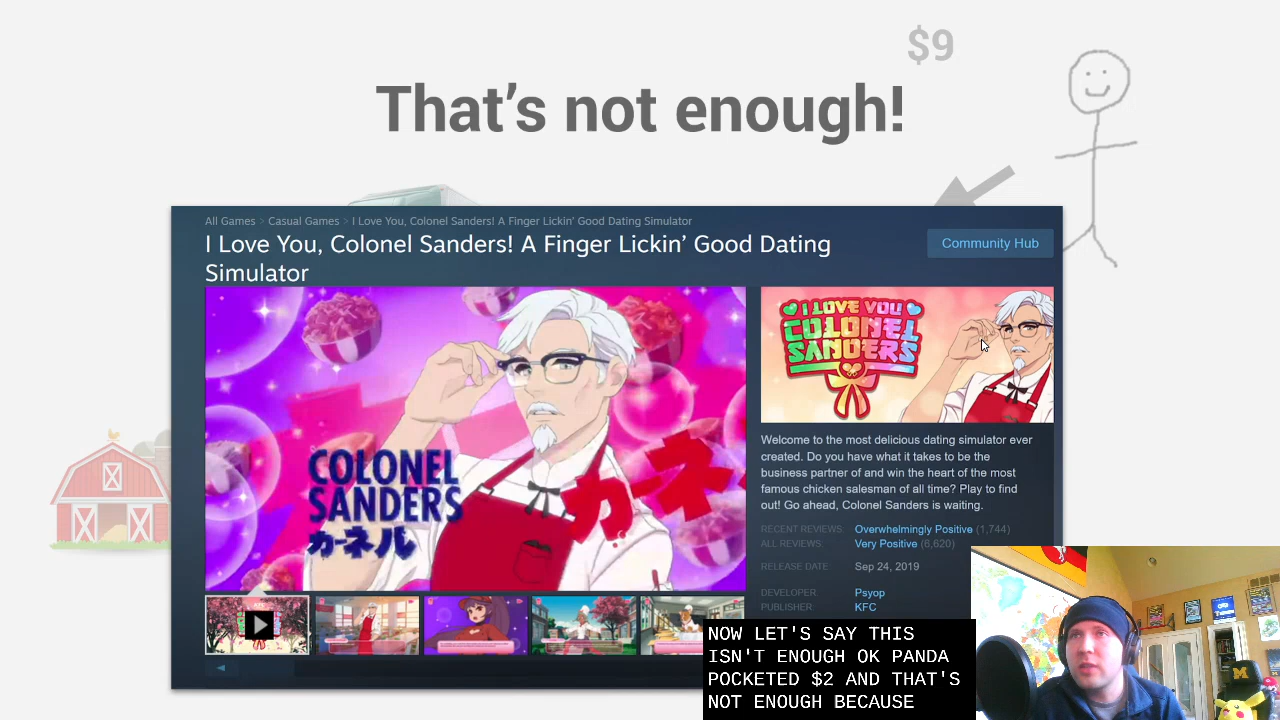 $9
That's not enough!
All Games > Casual Games > I Love You, Colonel Sanders! A Finger Lickin' Good Dating Simulator
I Love You, Colonel Sanders! A Finger Lickin' Good Dating
Simulator
Community Hub
COLONEL
SANDERS
カネル
カーネ
I LOVE YOU
COLONEL
SANDERS
Welcome to the most delicious dating simulator ever
created. Do you have what it takes to be the
business partner of and win the heart of the most
famous chicken salesman of all time? Play to find
out! Go ahead, Colonel Sanders is waiting.
RECENT REVIEWS: Overwhelmingly Positive (1,744)
ALL REVIEWS: Very Positive (6,620)
RELEASE DATE: Sep 24, 2019
DEVELOPER: Psyop
PUBLISHER: KFC
NOW LET'S SAY THIS
ISN'T ENOUGH OK PANDA
POCKETED $2 AND THAT'S
NOT ENOUGH BECAUSE
M